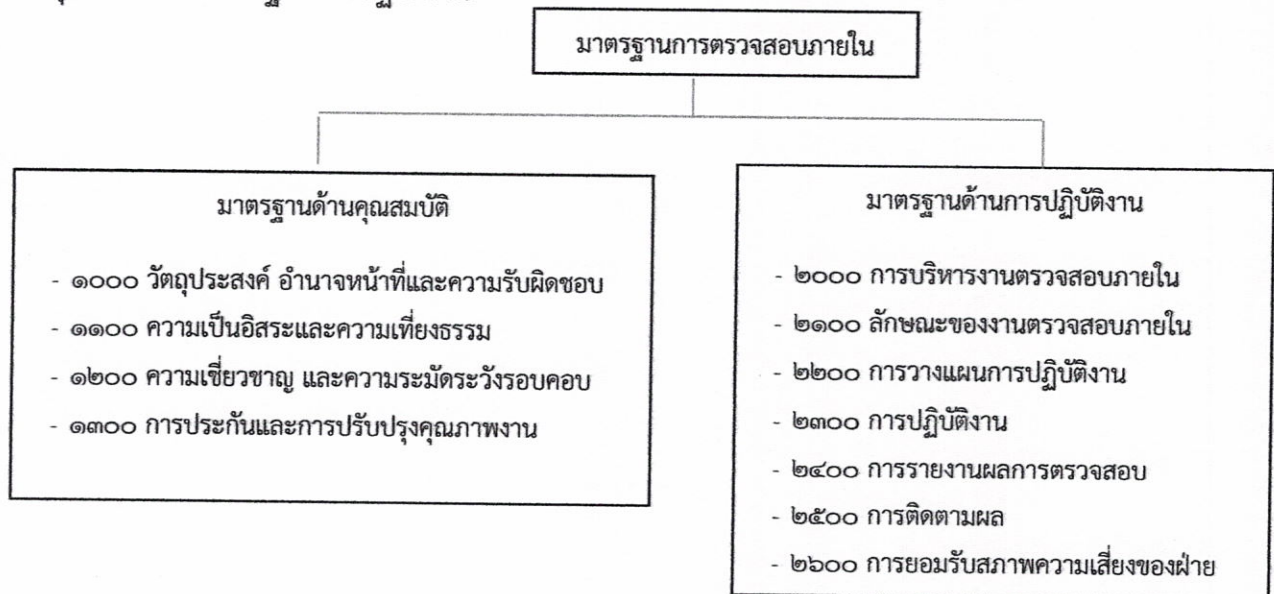 มาตรฐานการตรวจสอบภายใน
มาตรฐานด้านคุณสมบัติ
- ๑๐๐๐ วัตถุประสงค์ อำนาจหน้าที่และความรับผิดชอบ
- ๑๑๐๐ ความเป็นอิสระและความเที่ยงธรรม
- ๑๒๐๐ ความเชี่ยวชาญ และความระมัดระวังรอบคอบ
- ๑๓๐๐ การประกันและการปรับปรุงคุณภาพงาน
มาตรฐานด้านการปฏิบัติงาน
- ๒๐๐๐ การบริหารงานตรวจสอบภายใน
- ๒๑๐๐ ลักษณะของงานตรวจสอบภายใน
- ๒๒๐๐ การวางแผนการปฏิบัติงาน
- ๒๓๐๐ การปฏิบัติงาน
- ๒๔๐๐ การรายงานผลการตรวจสอบ
- ๒๕๐๐ การติดตามผล
- ๒๖๐๐ การยอมรับสภาพความเสี่ยงของฝ่าย